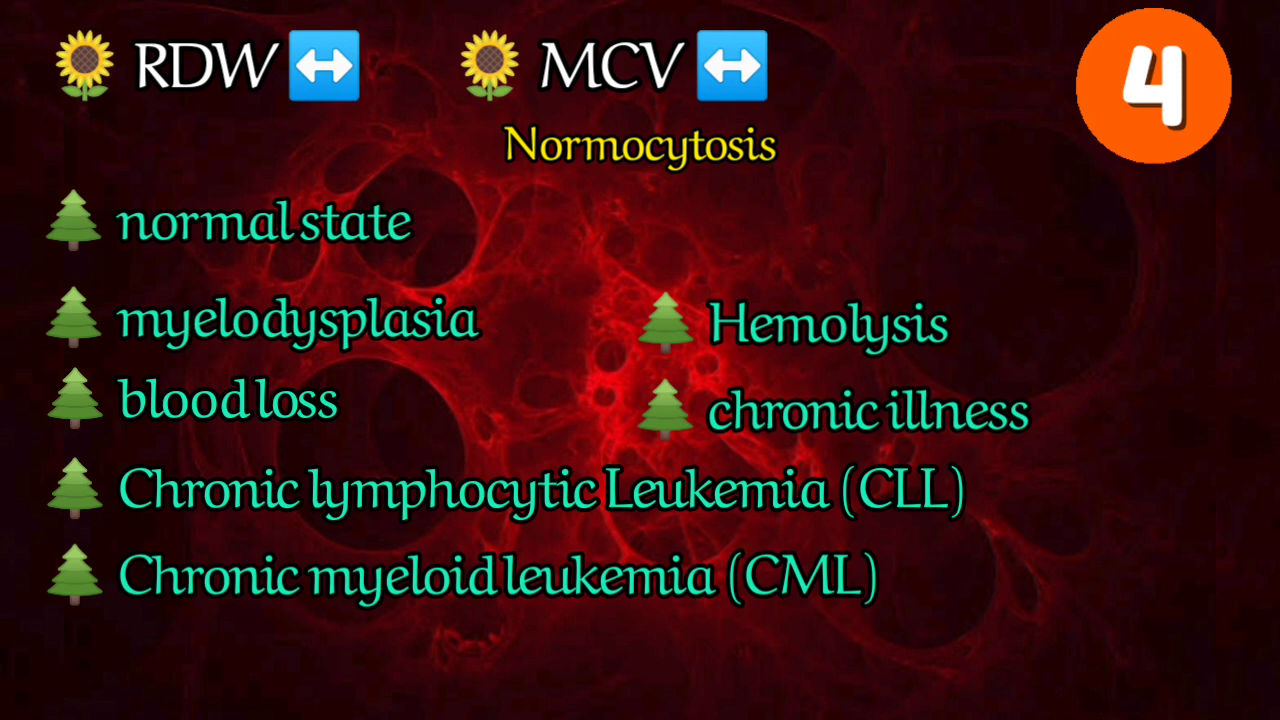 🌻 RDW ↔️ 🌻 MCV ↔️
4
Normocytosis
🌲 normal state
🌲 myelodysplasia
🌲 Hemolysis
🌲 blood loss
🌲 chronic illness
🌲 Chronic lymphocytic Leukemia (CLL)
🌲 Chronic myeloid leukemia (CML)